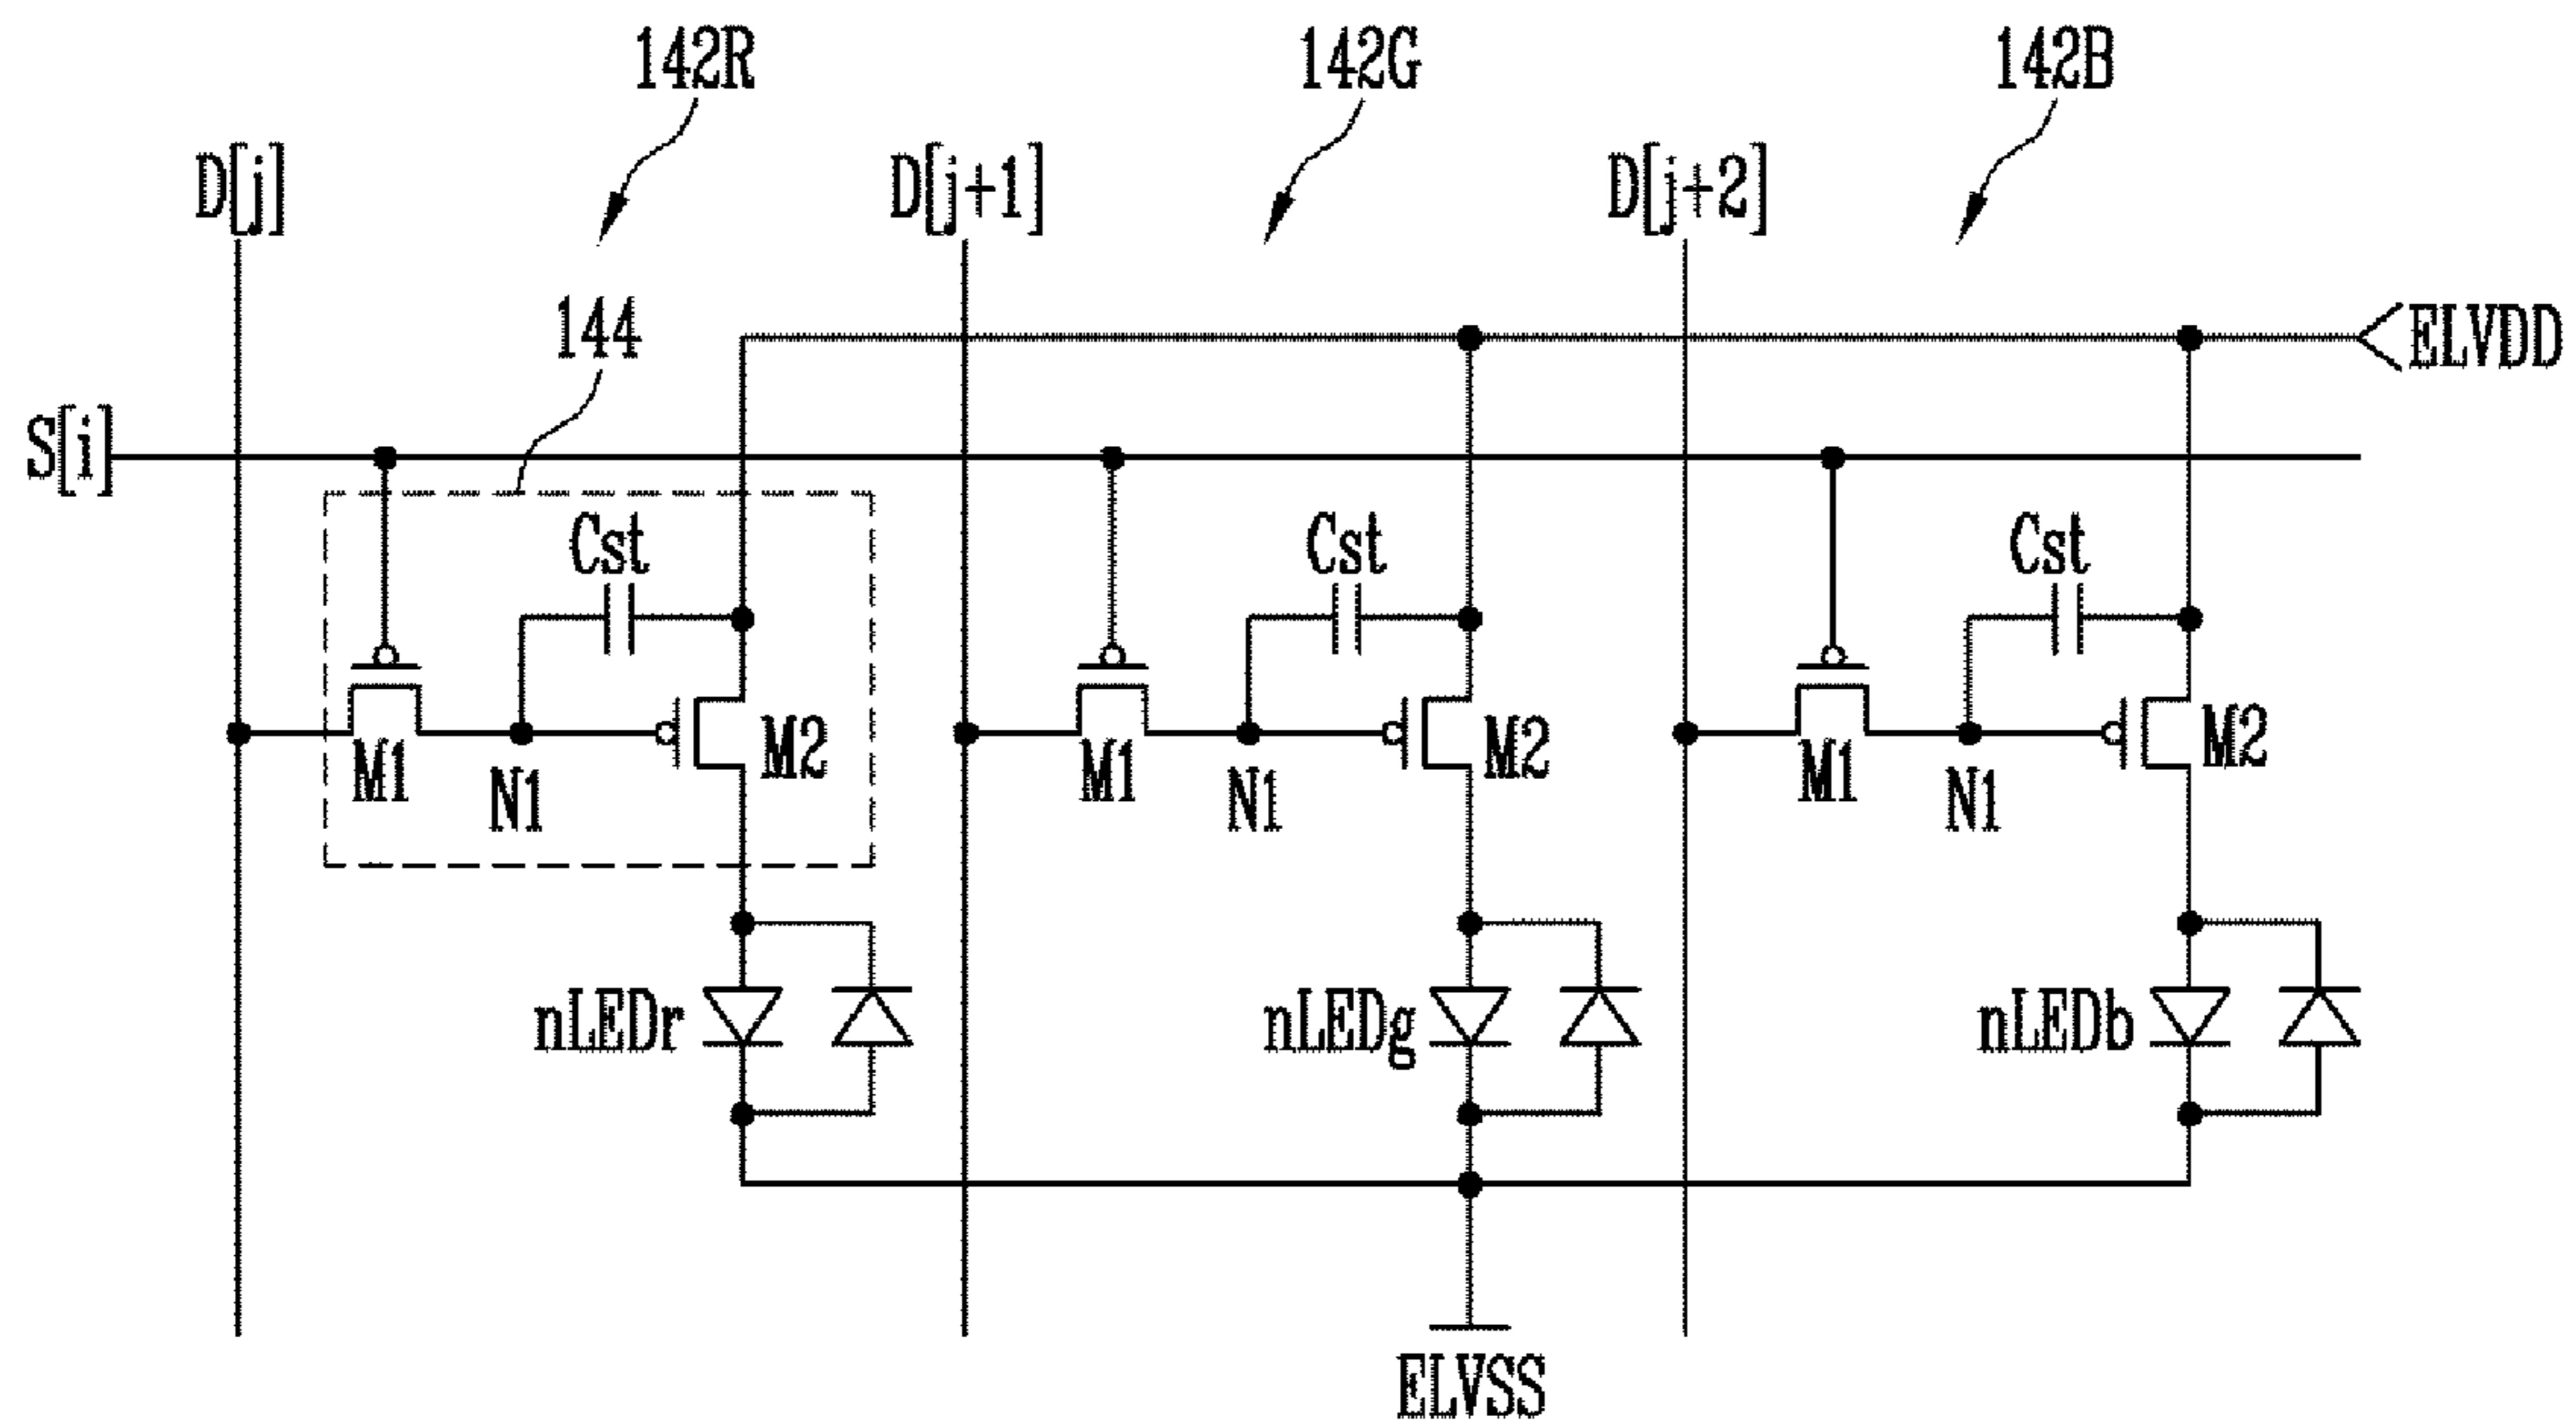 142R
142G
142B
D[j]
D[j+1]
D[j+2]
144
ELVDD
S[i]
Cst
Cst
Cst
M1
N1
M2
M1
N1
M2
M1
N1
M2
nLEDr
nLEDg
nLEDb
ELVSS